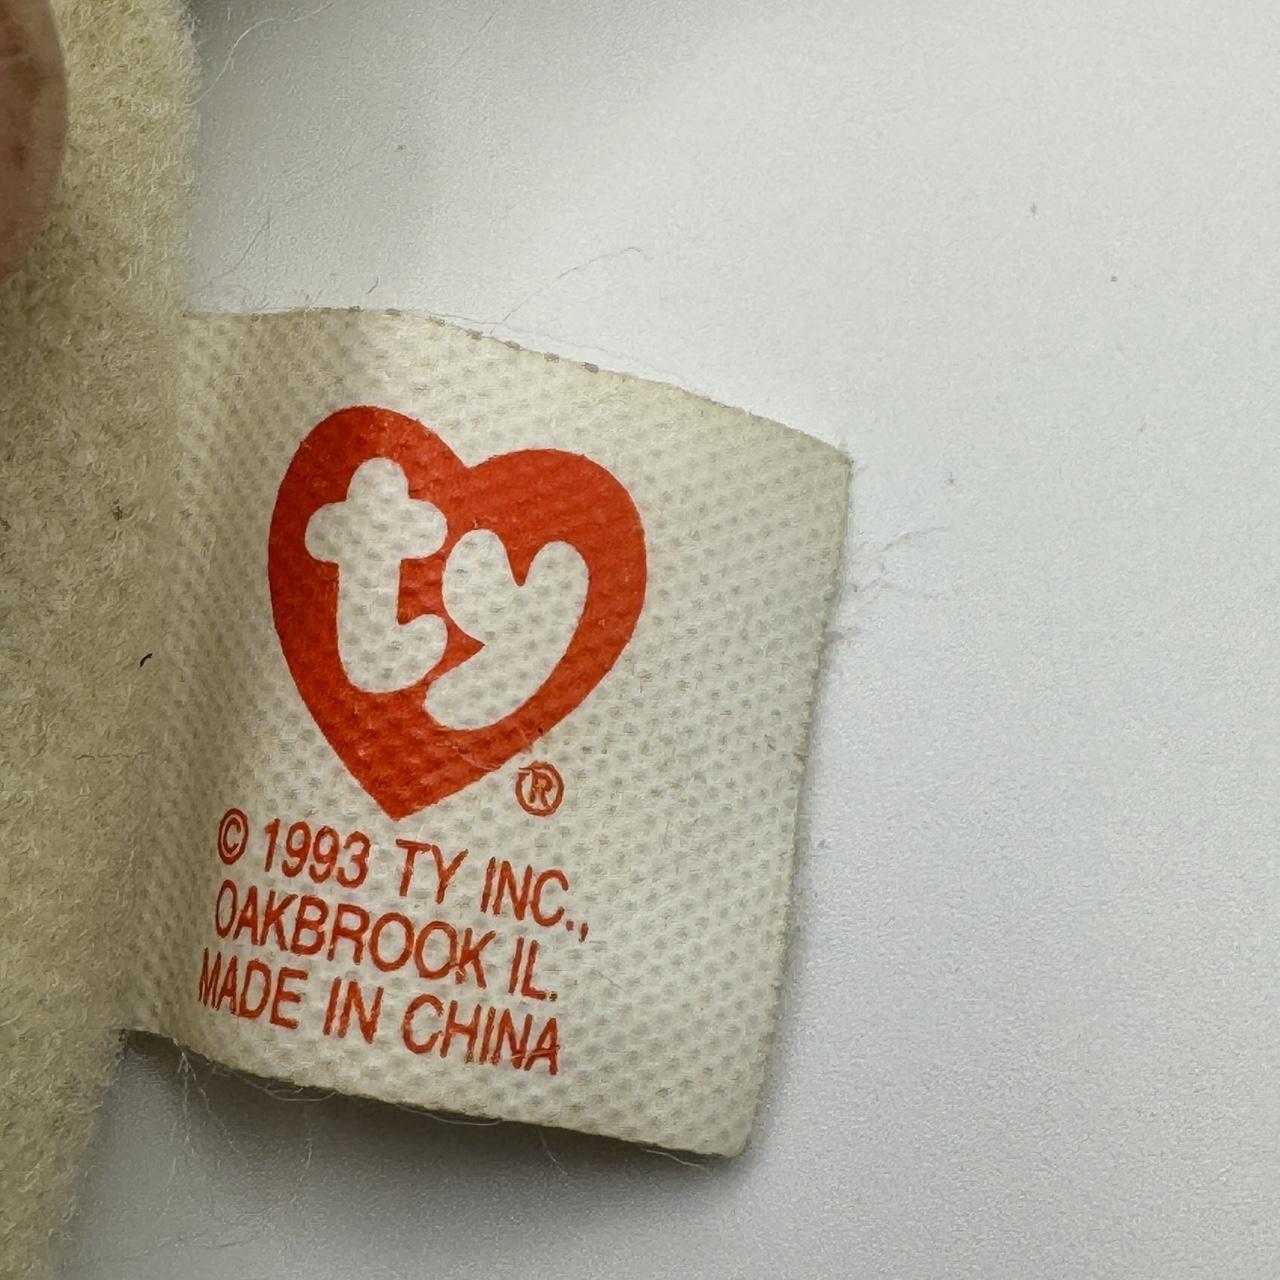 ty
®
© 1993 TY INC.,
OAKBROOK IL.
MADE IN CHINA